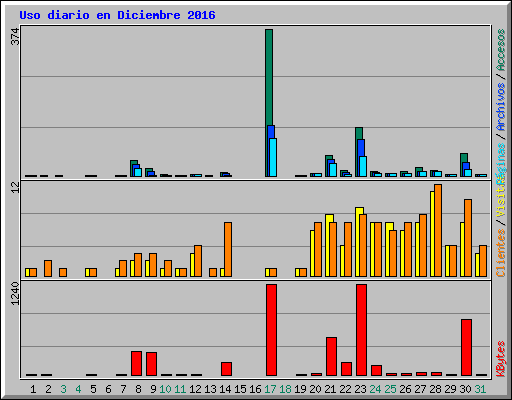 Uso diario en Diciembre 2016
374
12
1240
Accesos
/
Archivos
/
Páginas
Visitas
/
Clientes
KBytes
1 2 3 4 5 6 7 8 9 10 11 12 13 14 15 16 17 18 19 20 21 22 23 24 25 26 27 28 29 30 31